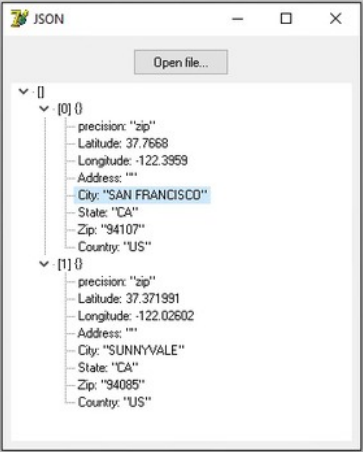 JSON
Open file...
[]
[0] {}
precision: "zip"
Latitude: 37.7668
Longitude: -122.3959
Address: ""
City: "SAN FRANCISCO"
State: "CA"
Zip: "94107"
Country: "US"
[1] {}
precision: "zip"
Latitude: 37.371991
Longitude: -122.02602
Address: ""
City: "SUNNYVALE"
State: "CA"
Zip: "94085"
Country: "US"